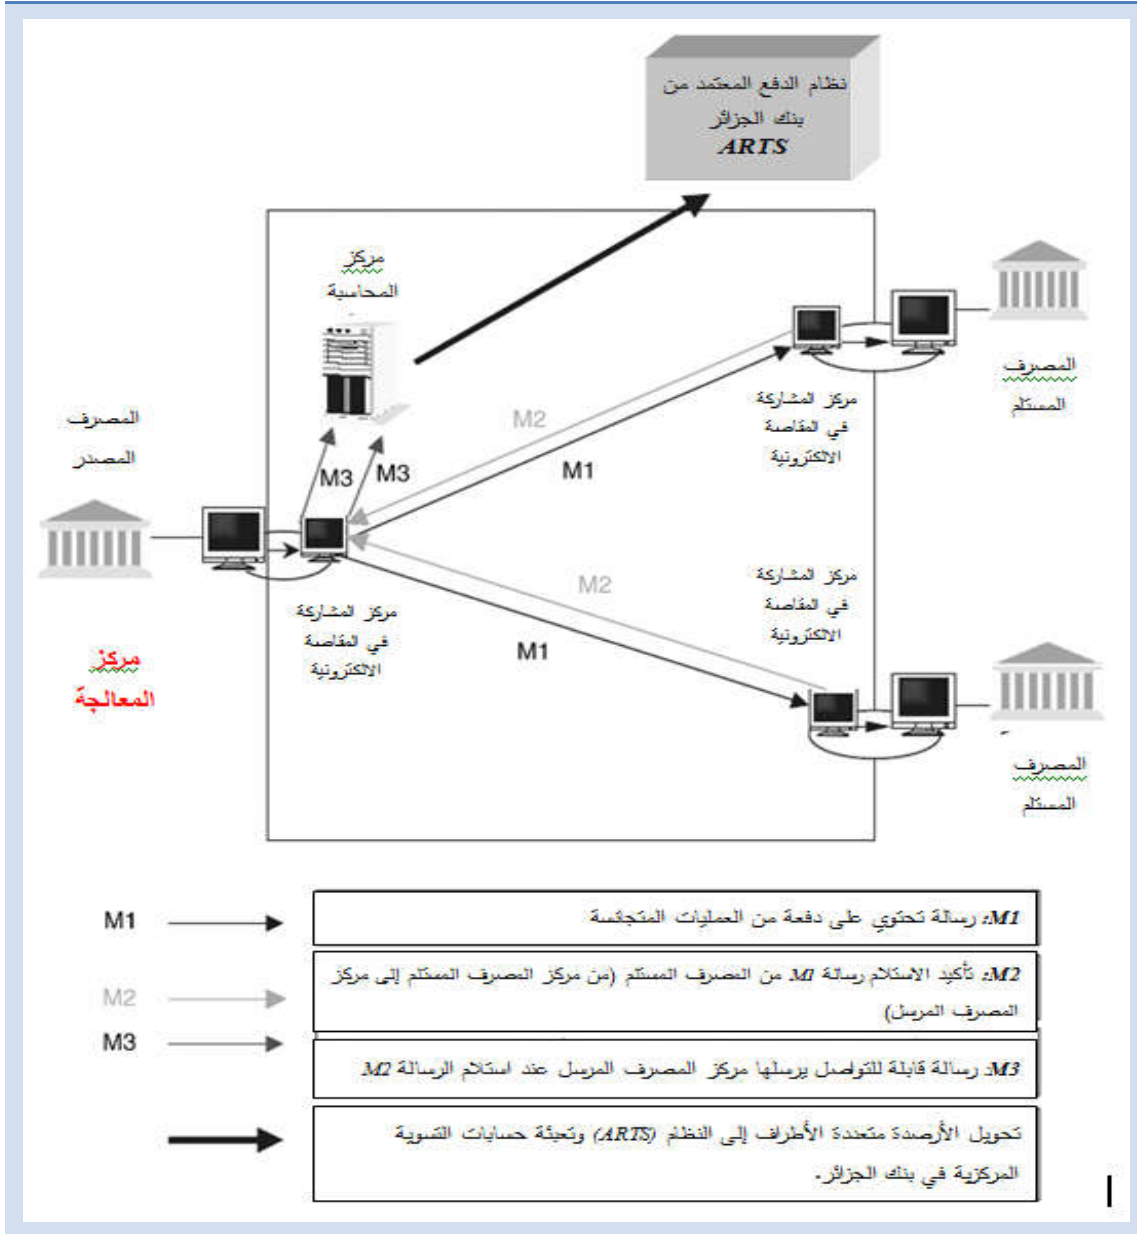 نظام الدفع المعتمد من
بنك الجزائر
ARTS
مركز
المحاسبة
المصرف
المستلم
مركز المشاركة
في المقاصة
الالكترونية
M2
M1
المصرف
المصدر
M3
M3
مركز المشاركة
في المقاصة
الالكترونية
M2
M1
مركز المشاركة
في المقاصة
الالكترونية
مركز
المعالجة
المصرف
المستلم
M1
M1: رسالة تحتوي على دفعة من العمليات المتجانسة
M2
M2: تأكيد الاستلام رسالة M1 من المصرف المستلم (من مركز المصرف المستلم إلى مركز
المصرف المرسل)
M3
M3: رسالة قابلة للتواصل يرسلها مركز المصرف المرسل عند استلام الرسالة M2
تحويل الأرصدة متعددة الأطراف إلى النظام (ARTS) وتعبئة حسابات التسوية
المركزية في بنك الجزائر.